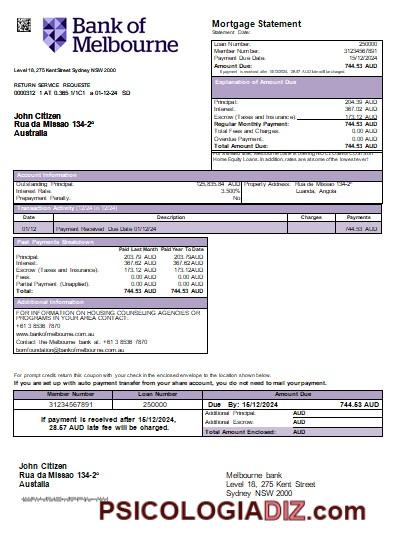 Bank of
Melbourne
Level 18, 275 Kent Street Sydney NSW 2000
RETURN SERVICE REQUESTE
0000312 1 AT 0.365 1/1C1 a 01-12-24 SD
John Citizen
Rua da Missao 134-2º
Australia
Mortgage Statement
Statement Date:
Loan Number: 250000
Member Number: 31234567891
Payment Due Date: 15/12/2024
Amount Due: 744.53 AUD
If payment is received after 15/12/2024, 28.57 AUD late will be charged.
Explanation of Amount
Principal: 204.39 AUD
Interest: 367.02 AUD
Escrow (Taxes and Insurance): 173.12 AUD
Regular Monthly Payment: 744.53 AUD
Total Fees and Charges: 0.00 AUD
Overdue Payment: 0.00 AUD
Total Amount Due: 744.53 AUD
Home Equity Loans. In addition, rates are at some of the lowest ever!
Account Information
Outstanding Principal: 125,835.84 AUD
Interest Rate: 3.500%
Prepayment Penalty: No
Property Address: Rua da Missao 134-2º
Luanda, Angola
Transaction Activity (12/24 to 12/24)
Date Description Charges Payments
01/12 Payment Received Due Date 01/12/24 744.53 AUD
Past Payments Breakdown
Paid Last Month Paid Year To Date
Principal: 203.79 AUD 203.79 AUD
Interest: 367.62 AUD 367.62 AUD
Escrow (Taxes and Insurance): 173.12 AUD 173.12AUD
Fees: 0.00 AUD 0.00 AUD
Partial Payment (Unapplied): 0.00 AUD 0.00 AUD
Total: 744.53 AUD 744.53 AUD
Additional Information
FOR INFORMATION ON HOUSING COUNSELING AGENCIES OR
PROGRAMS IN YOUR AREA CONTACT:
+61 3 8536 7870
www.bankofmelbourne.com.au
Contact the Melbourne bank at: +61 3 8536 7870
bomfoundation@bankofmelbourne.com.au
For prompt credit return this coupon with your check in the enclosed envelope to the location shown below.
If you are set up with auto payment transfer from your share account, you do not need to mail your payment.
Member Number Loan Number Amount Due
31234567891 250000 Due By: 15/12/2024 744.53 AUD
If payment is received after 15/12/2024,
28.57 AUD late fee will be charged.
Additional Principal: AUD
Additional Escrow: AUD
Total Amount Enclosed: AUD
John Citizen
Rua da Missao 134-2º
Australia
Melbourne bank
Level 18, 275 Kent Street
Sydney NSW 2000
PSICOLOGIADIZ.com